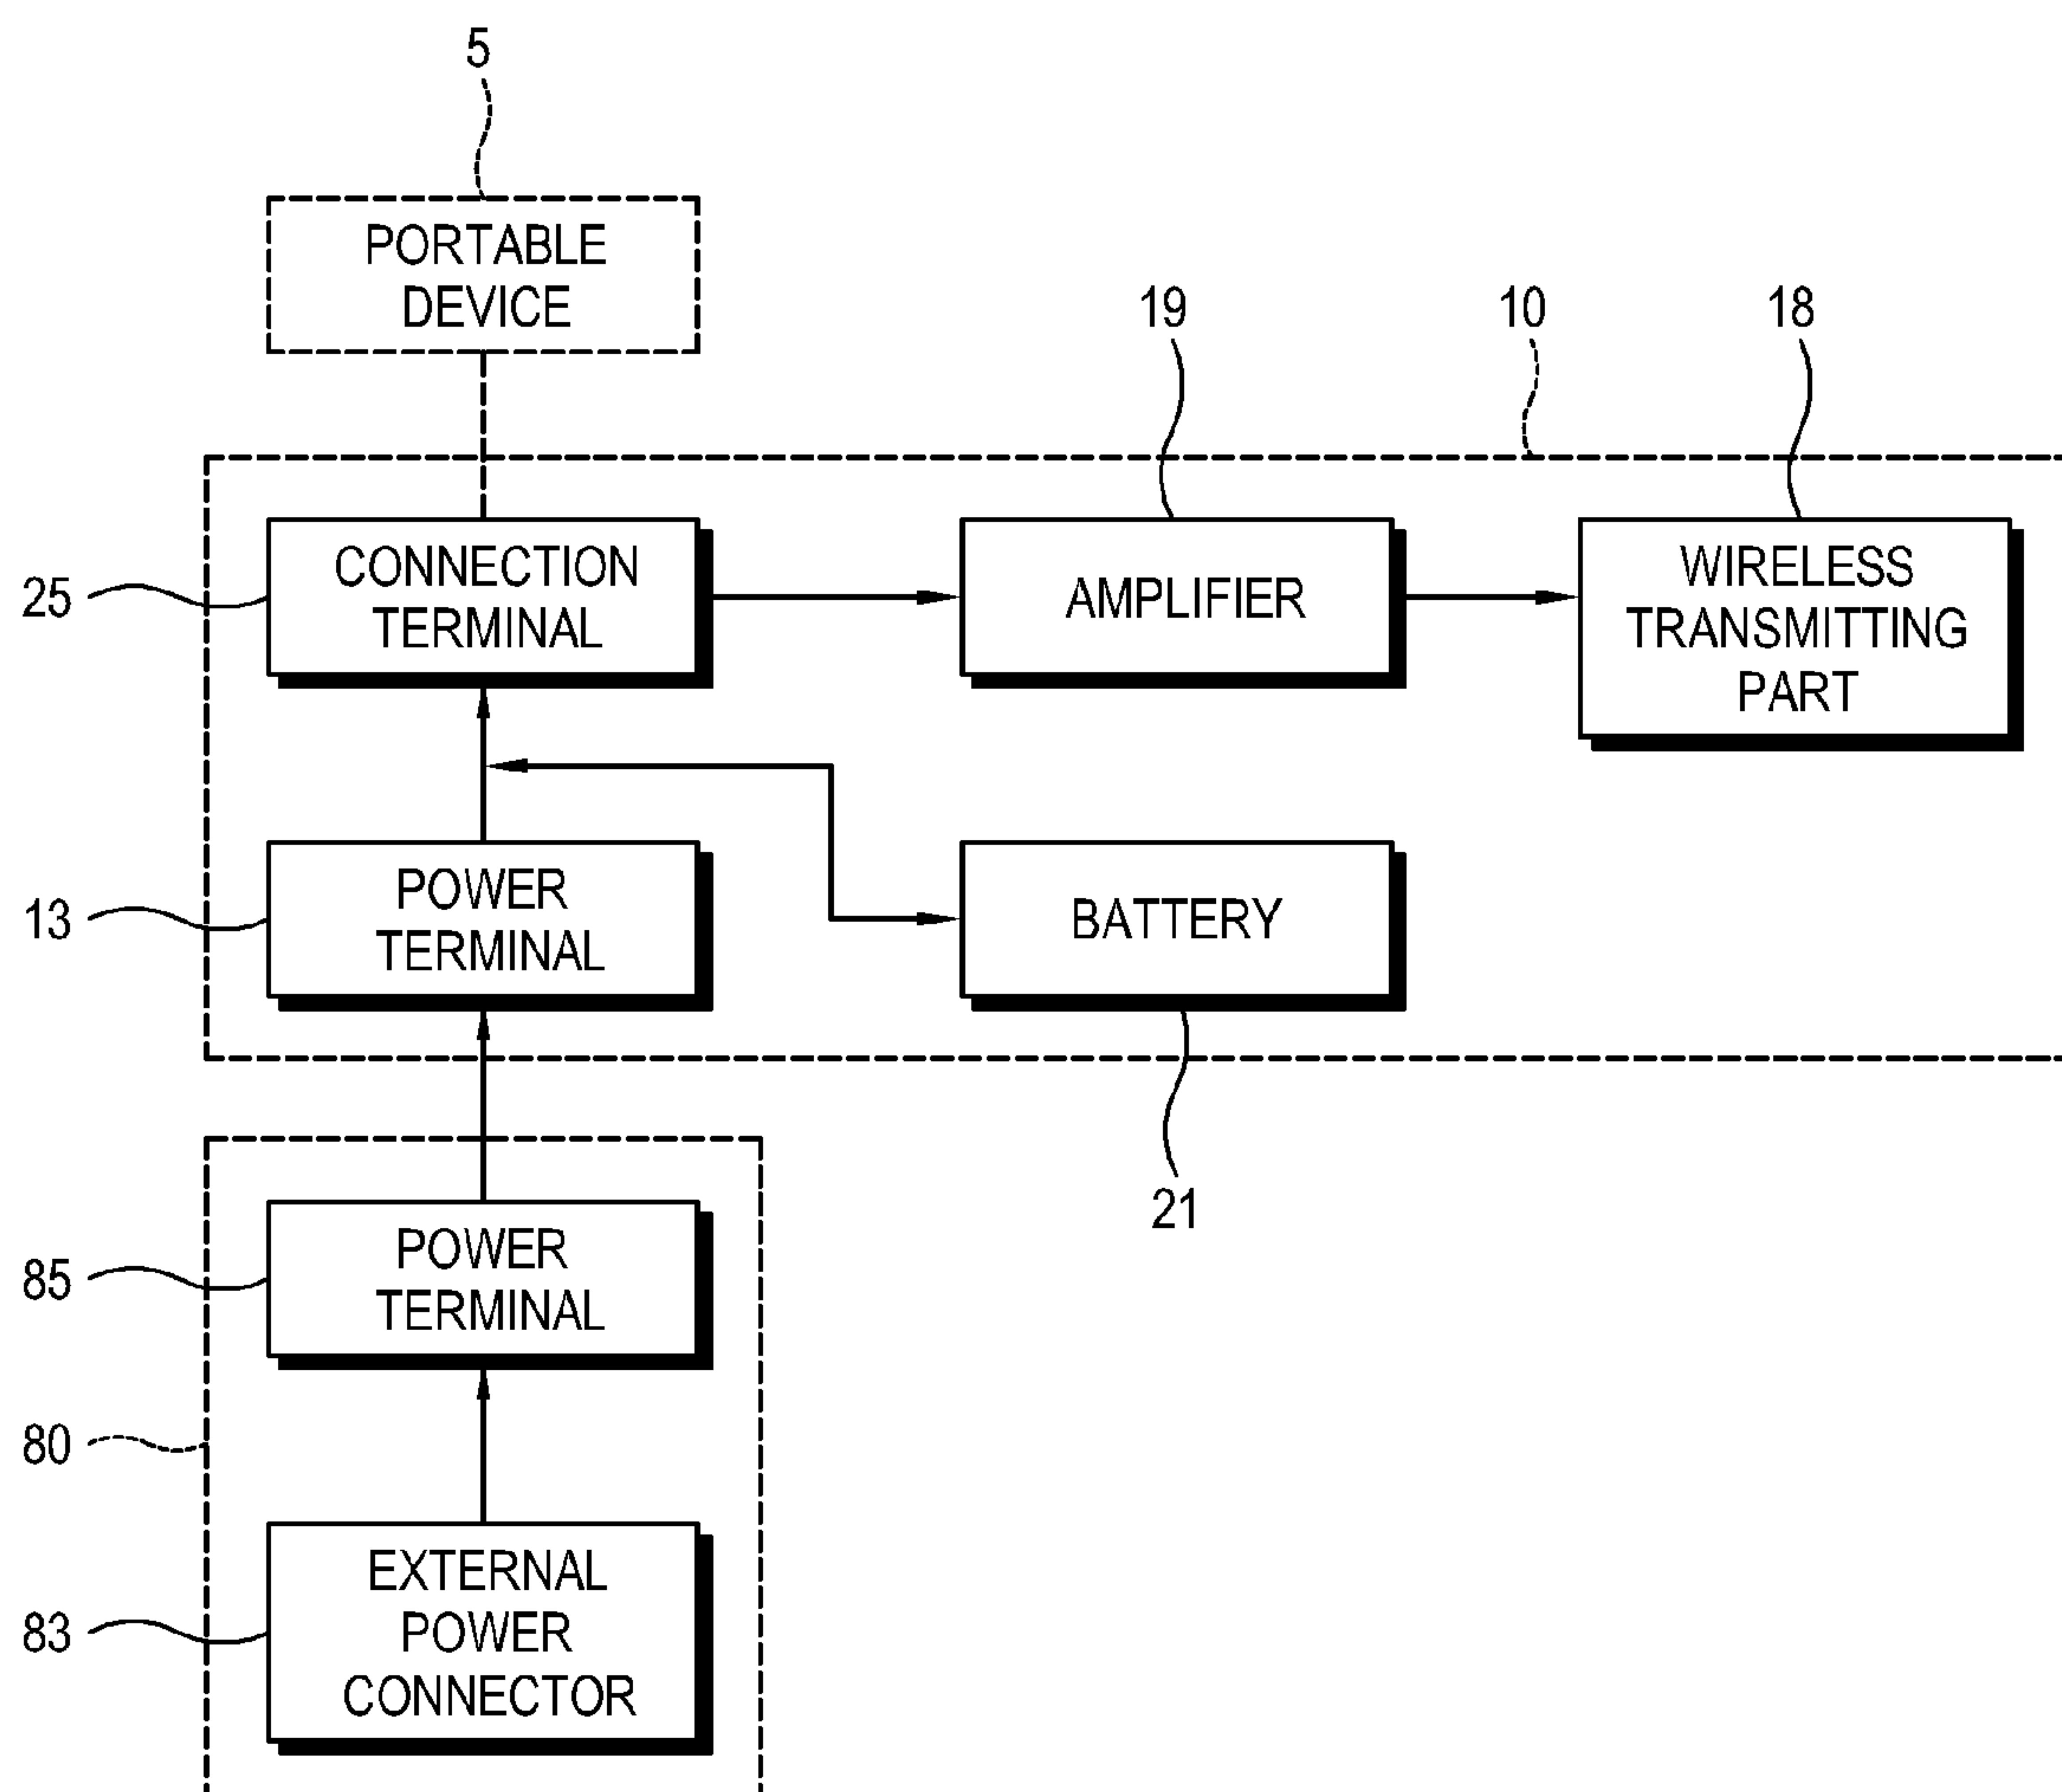 5
PORTABLE
DEVICE
19
10
18
25
CONNECTION
TERMINAL
AMPLIFIER
WIRELESS
TRANSMITTING
PART
13
POWER
TERMINAL
BATTERY
21
85
POWER
TERMINAL
80
83
EXTERNAL
POWER
CONNECTOR